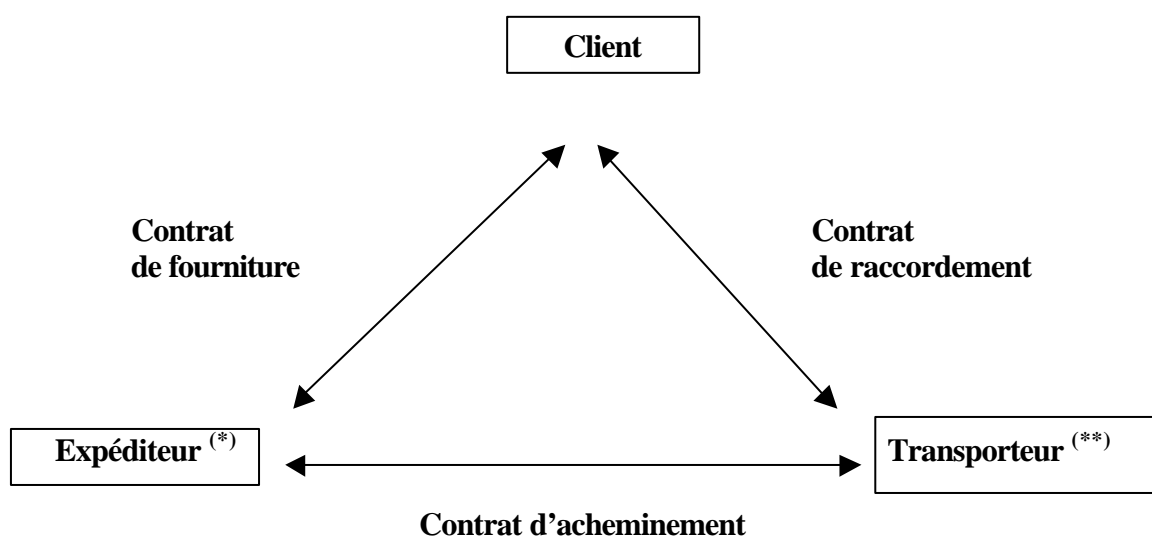 Client
Contrat
de fourniture
Contrat
de raccordement
Expéditeur (*)
Transporteur (**)
Contrat d’acheminement